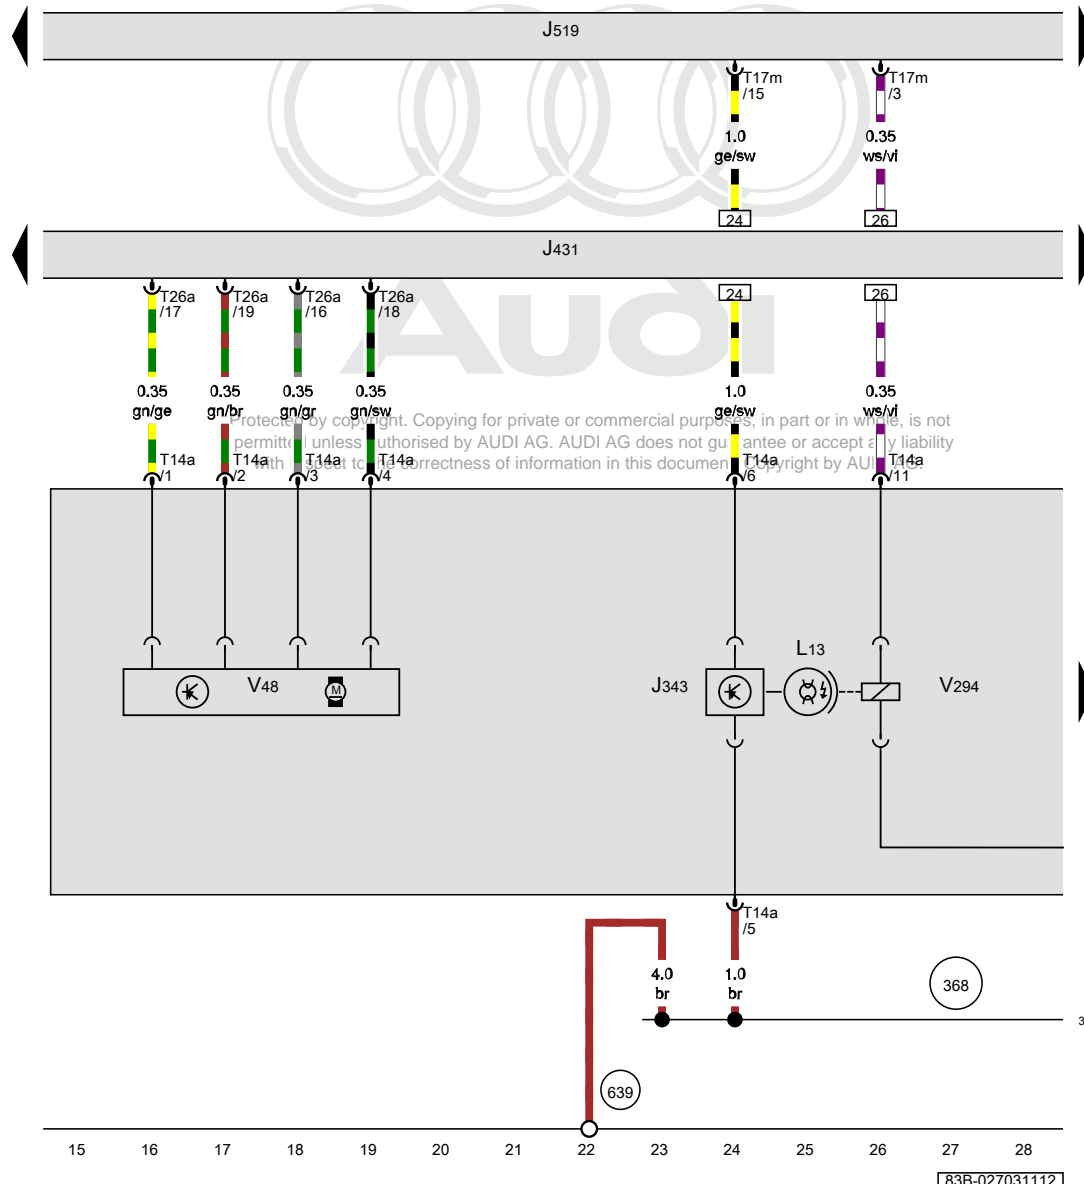 J519
T17m
/15
T17m
/3
1.0
ge/sw
0.35
ws/vi
24
26
J431
T26a
/17
T26a
/19
T26a
/16
T26a
/18
24
26
Audi
0.35
gn/ge
0.35
gn/br
0.35
gn/gr
0.35
gn/sw
1.0
ge/sw
0.35
ws/vi
Protected by copyright. Copying for private or commercial purposes, in part or in whole, is not
permitted unless authorised by AUDI AG. AUDI AG does not guarantee or accept any liability
with respect to the correctness of information in this document. Copyright by AUDI AG.
T14a
/1
T14a
/2
T14a
/3
T14a
/4
T14a
/6
T14a
/11
V48
M
J343
L13
V294
T14a
/5
4.0
br
1.0
br
368
3
639
15 16 17 18 19 20 21 22 23 24 25 26 27 28
83B-027031112